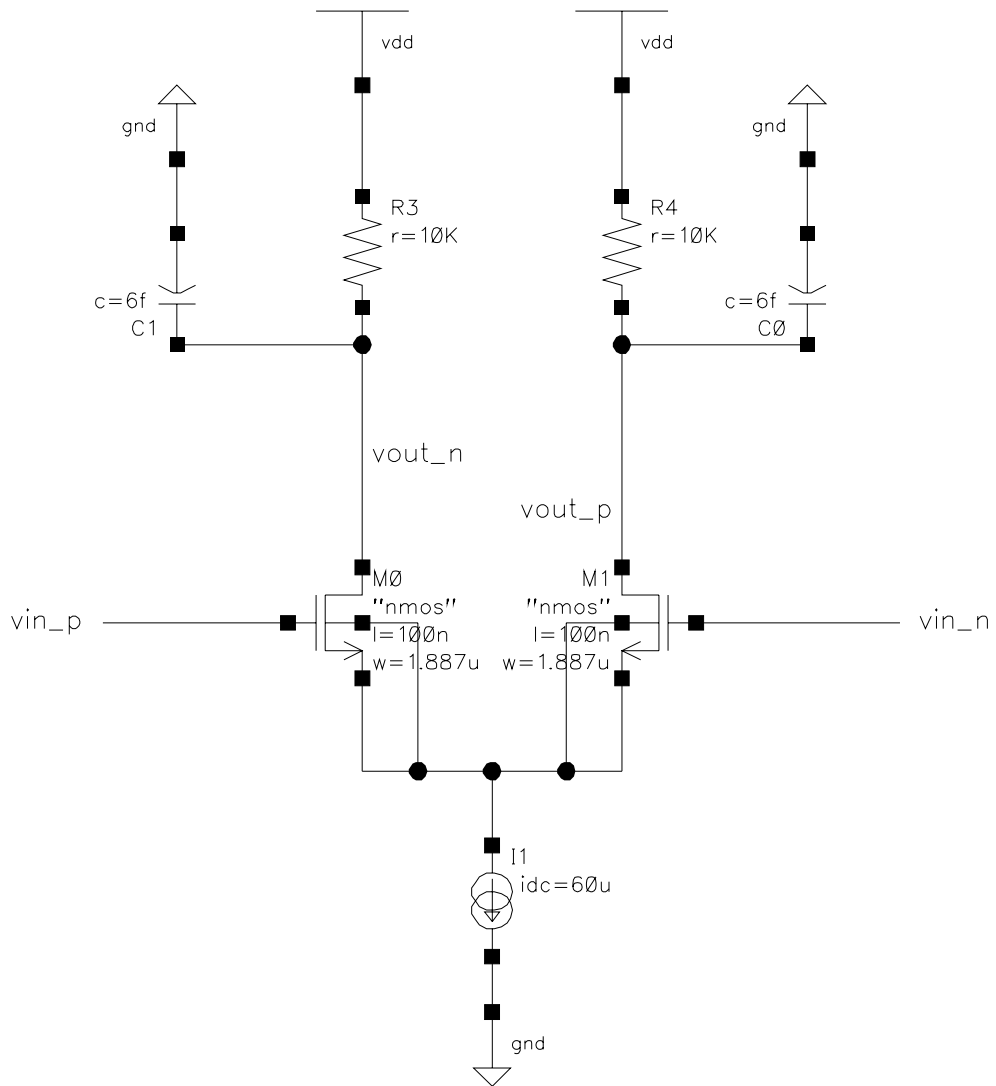 vdd
vdd
gnd
gnd
R3
r=10K
R4
r=10K
c=6f
C1
c=6f
C0
vout_n
vout_p
M0
"nmos"
l=100n
w=1.887u
M1
"nmos"
l=100n
w=1.887u
vin_p
vin_n
I1
idc=60u
gnd